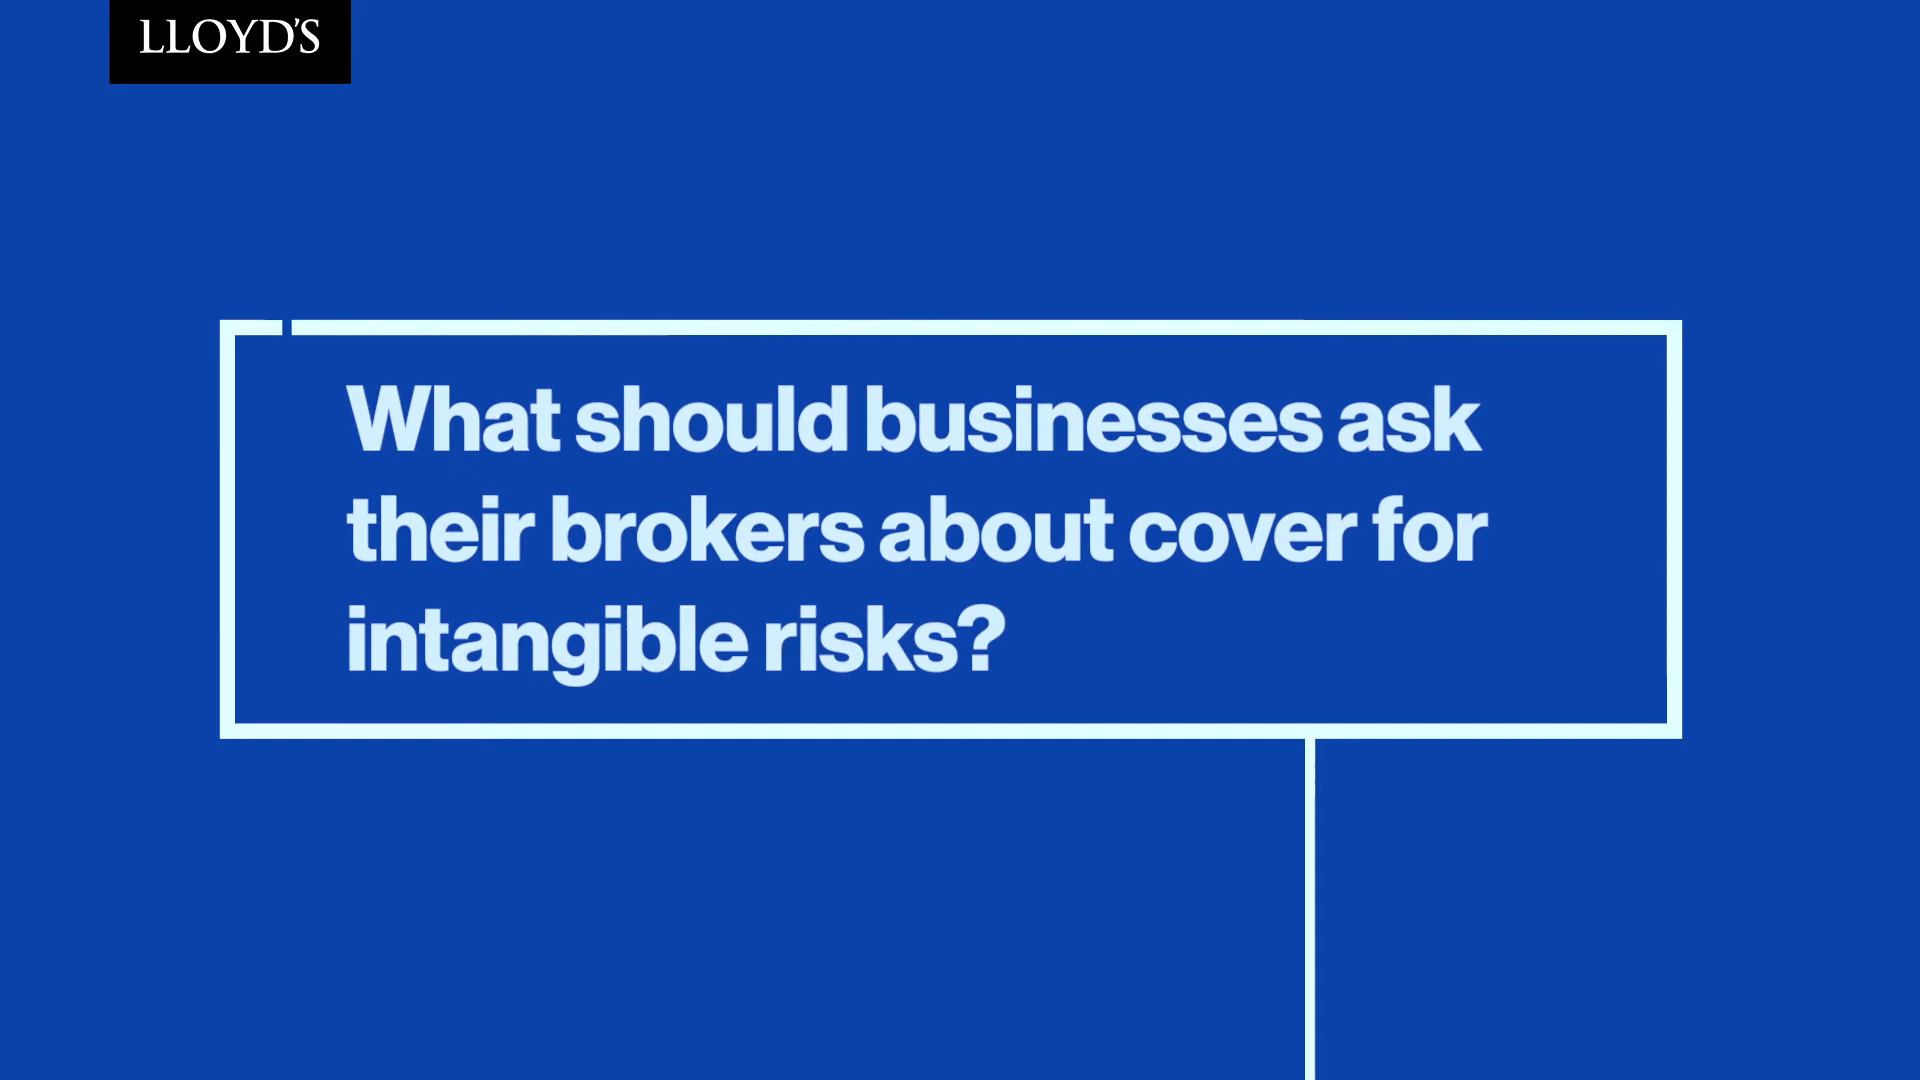 LLOYD'S
What should businesses ask
their brokers about cover for
intangible risks?